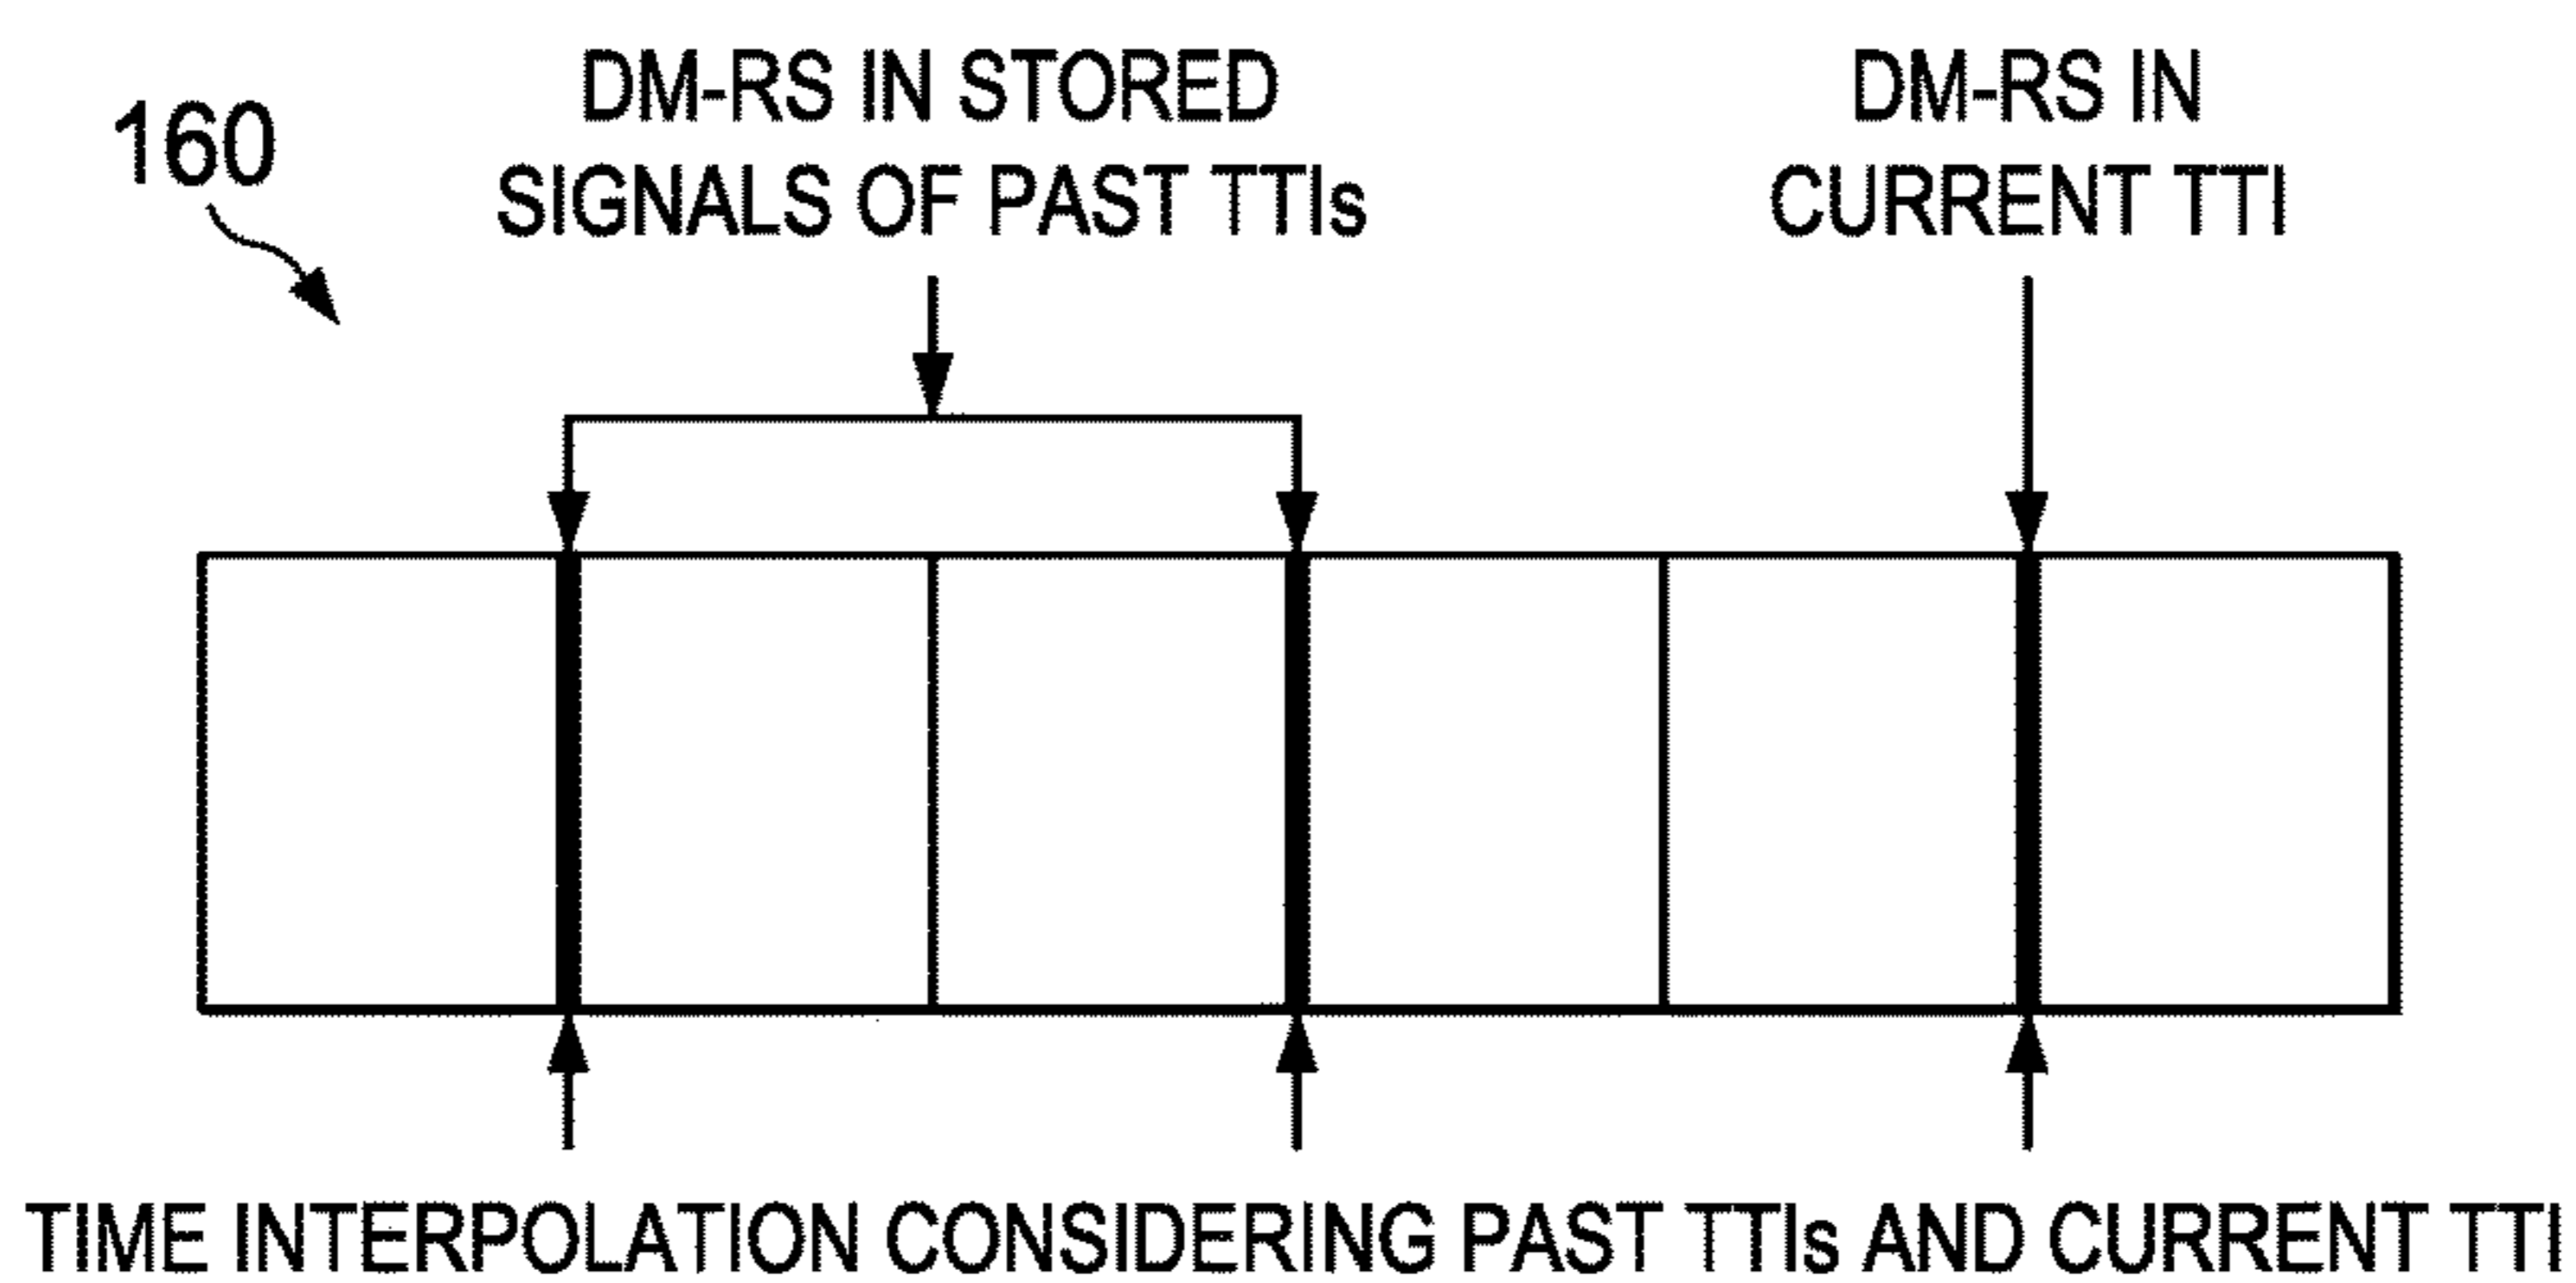 160
DM-RS IN STORED
SIGNALS OF PAST TTIs
DM-RS IN
CURRENT TTI
TIME INTERPOLATION CONSIDERING PAST TTIs AND CURRENT TTI